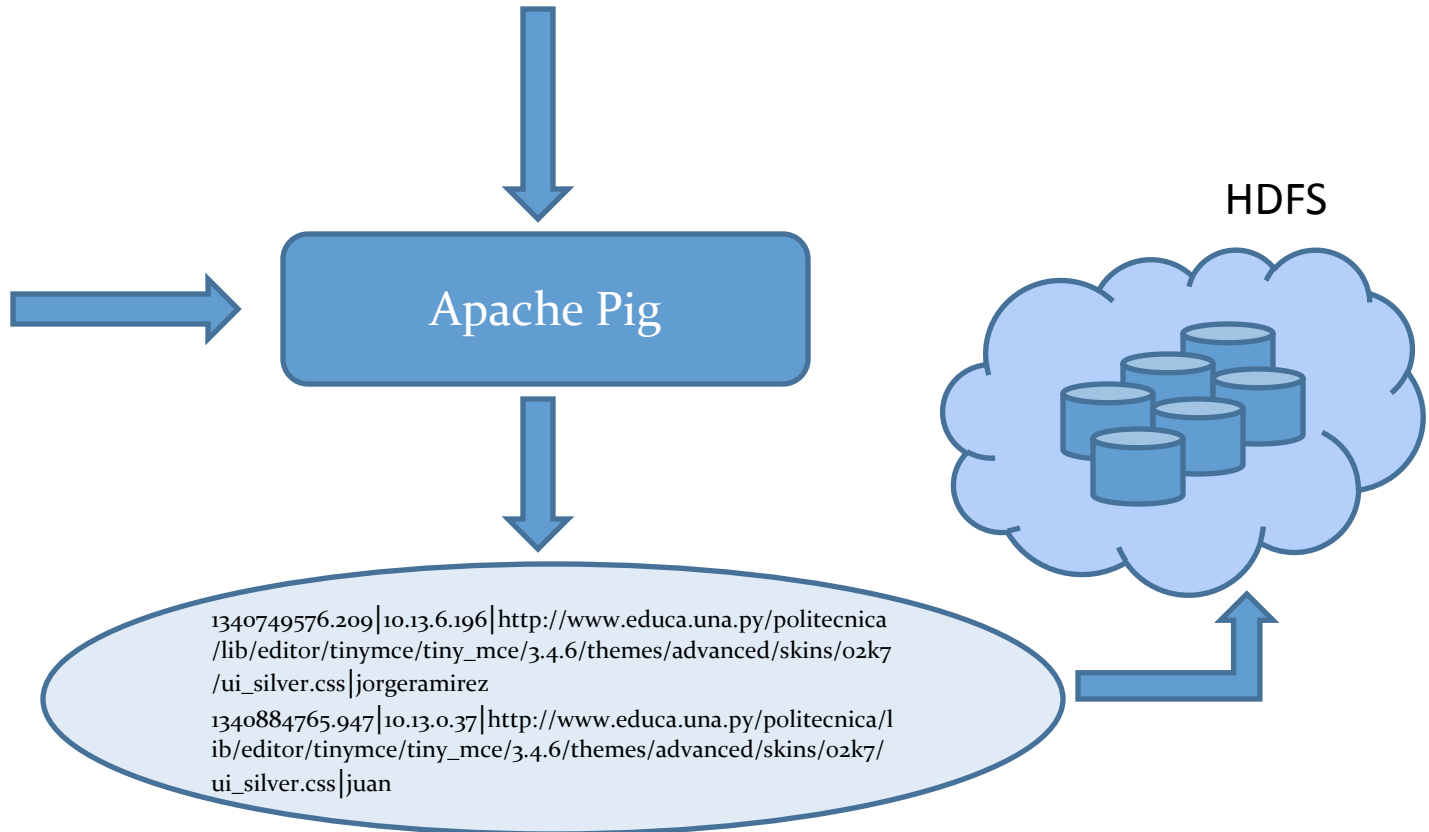 HDFS
Apache Pig
1340749576.209|10.13.6.196|http://www.educa.una.py/politecnica
/lib/editor/tinymce/tiny_mce/3.4.6/themes/advanced/skins/o2k7
/ui_silver.css|jorgeramirez
1340884765.947|10.13.0.37|http://www.educa.una.py/politecnica/l
ib/editor/tinymce/tiny_mce/3.4.6/themes/advanced/skins/o2k7/
ui_silver.css|juan